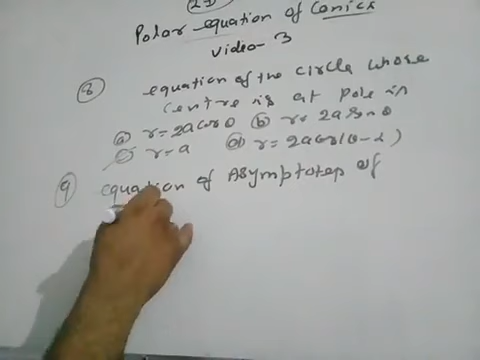 Polar equation of Conics
Video - 3
8 equation of the circle whose
centre is at pole is
(a) r = 2a cos θ (b) r = 2a sin θ
r = a (d) r = 2a cos(θ - α)
9 equation of Asymptotes of